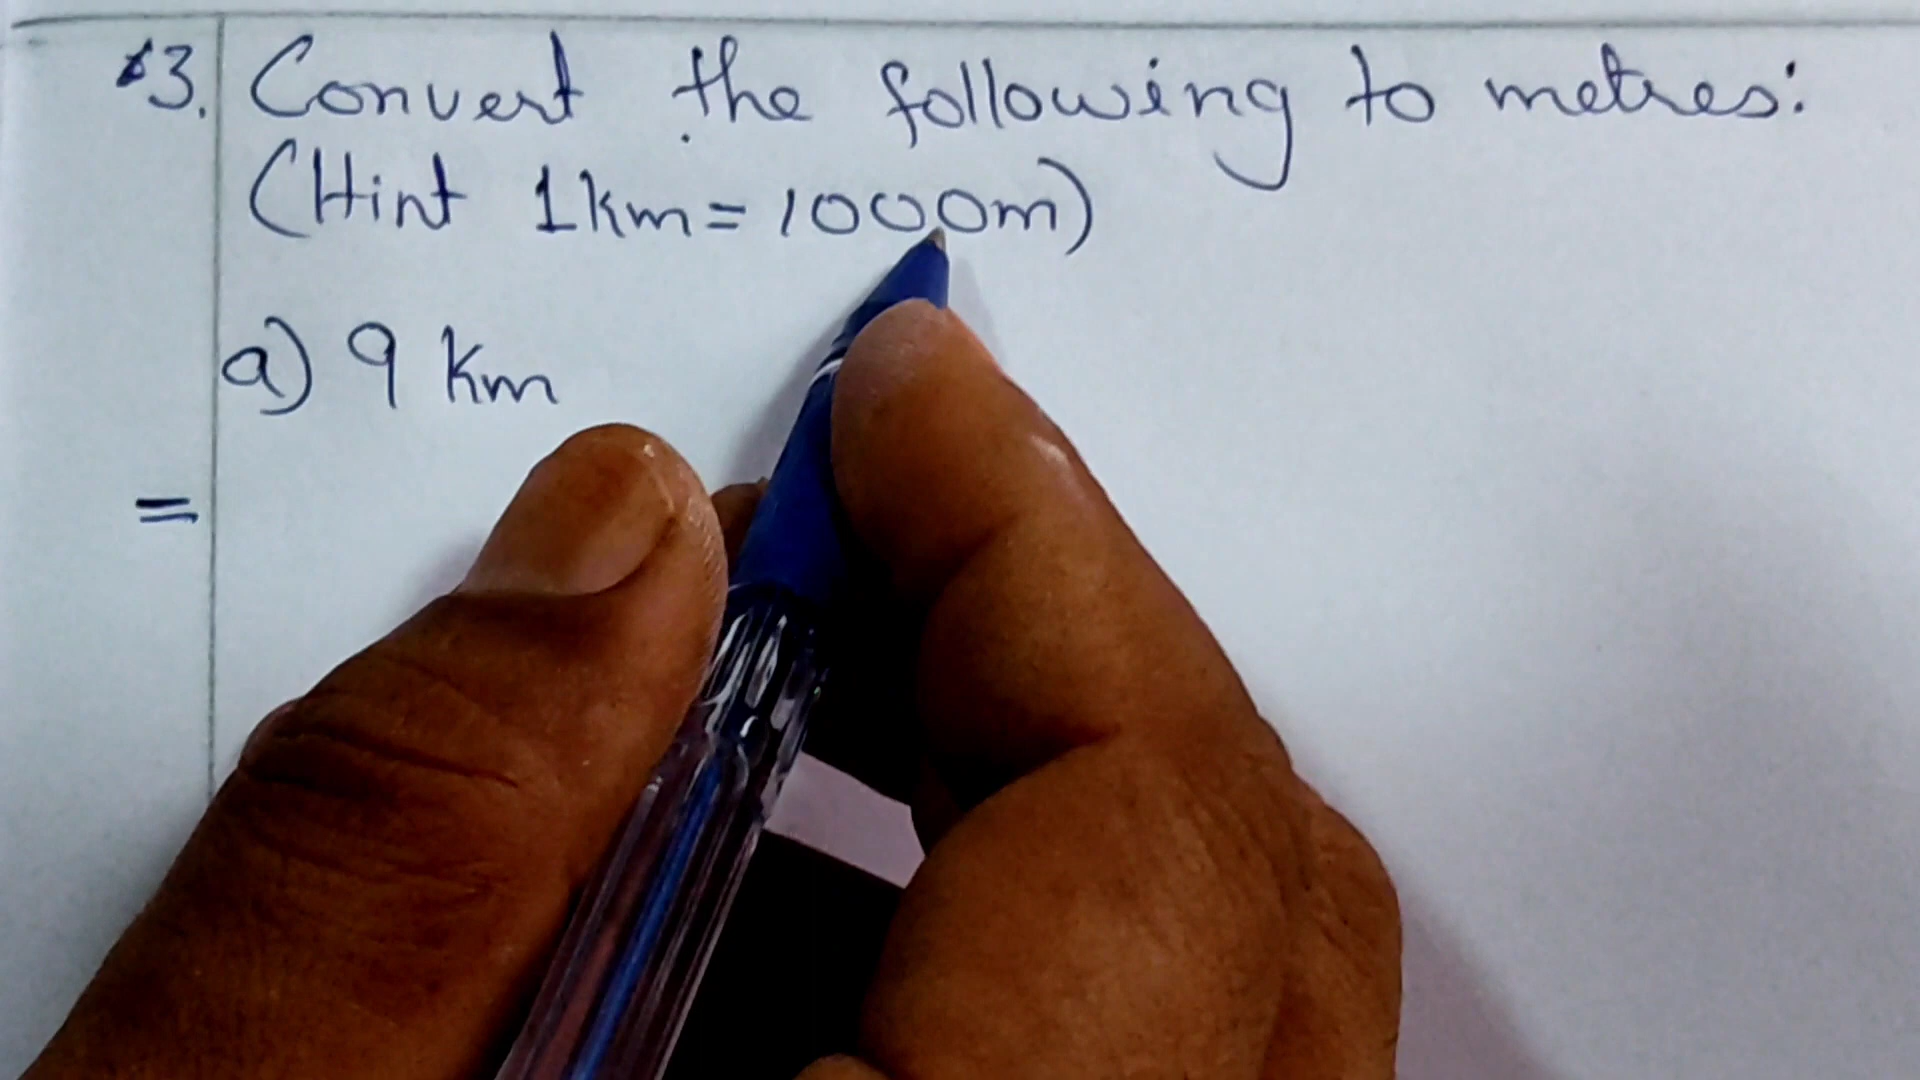 3. Convert the following to metres:
(Hint 1km=1000m)
a) 9 km
=